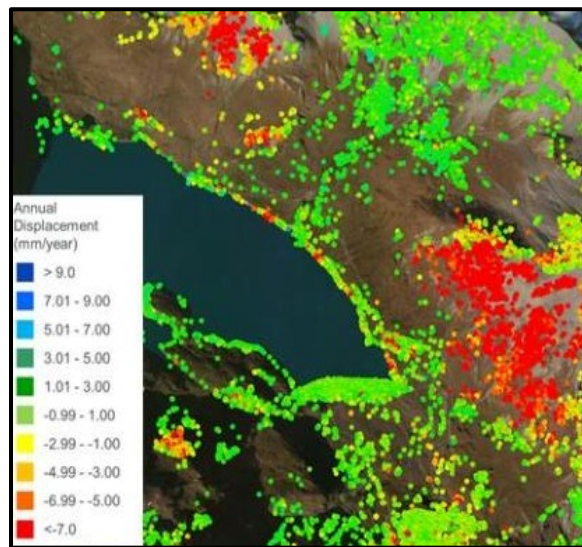 Annual
Displacement
(mm/year)
> 9.0
7.01 - 9.00
5.01 - 7.00
3.01 - 5.00
1.01 - 3.00
-0.99 - 1.00
-2.99 - -1.00
-4.99 - -3.00
-6.99 - -5.00
<-7.0